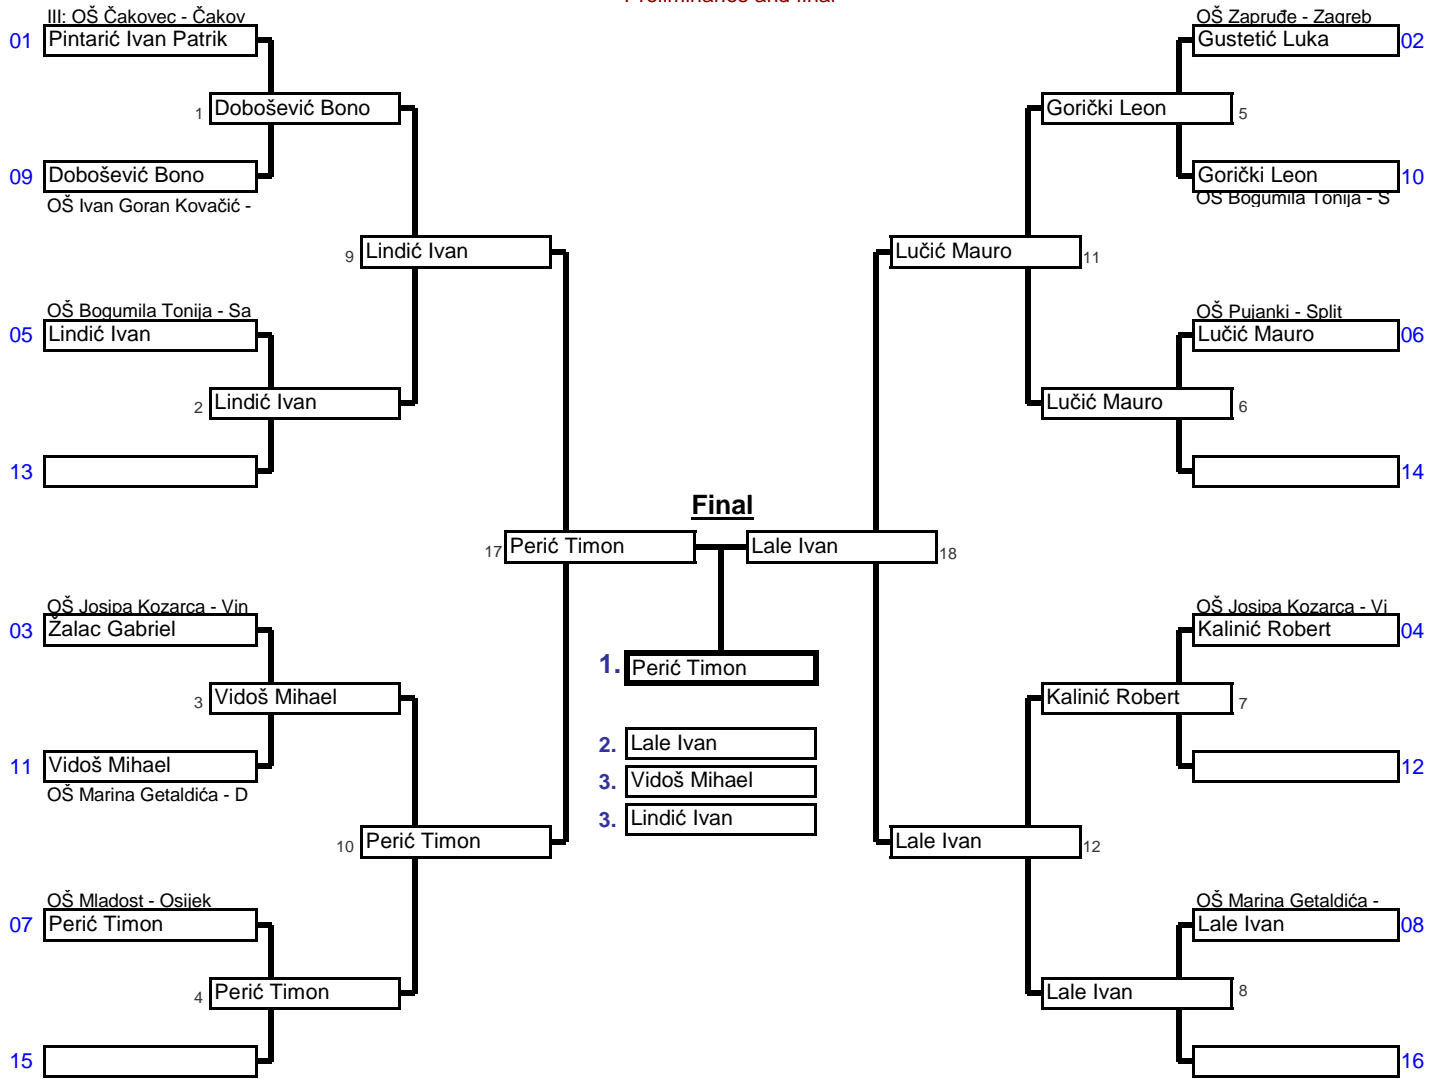 Preliminaries and final
III: OŠ Čakovec - Čakov
01 Pintarić Ivan Patrik
1 Dobošević Bono
09 Dobošević Bono
OŠ Ivan Goran Kovačić -
9 Lindić Ivan
OŠ Bogumila Tonija - Sa
05 Lindić Ivan
2 Lindić Ivan
13
17 Perić Timon
OŠ Josipa Kozarca - Vin
03 Žalac Gabriel
3 Vidoš Mihael
11 Vidoš Mihael
OŠ Marina Getaldića - D
10 Perić Timon
OŠ Mladost - Osijek
07 Perić Timon
4 Perić Timon
15
Final
1. Perić Timon
2. Lale Ivan
3. Vidoš Mihael
3. Lindić Ivan
OŠ Zapruđe - Zagreb
Gustetić Luka 02
Gorički Leon 5
Gorički Leon 10
OŠ Bogumila Tonija - S
Lučić Mauro 11
OŠ Pujanki - Split
Lučić Mauro 06
Lučić Mauro 6
14
Lale Ivan 18
OŠ Josipa Kozarca - Vi
Kalinić Robert 04
Kalinić Robert 7
12
Lale Ivan 12
OŠ Marina Getaldića -
Lale Ivan 08
Lale Ivan 8
16